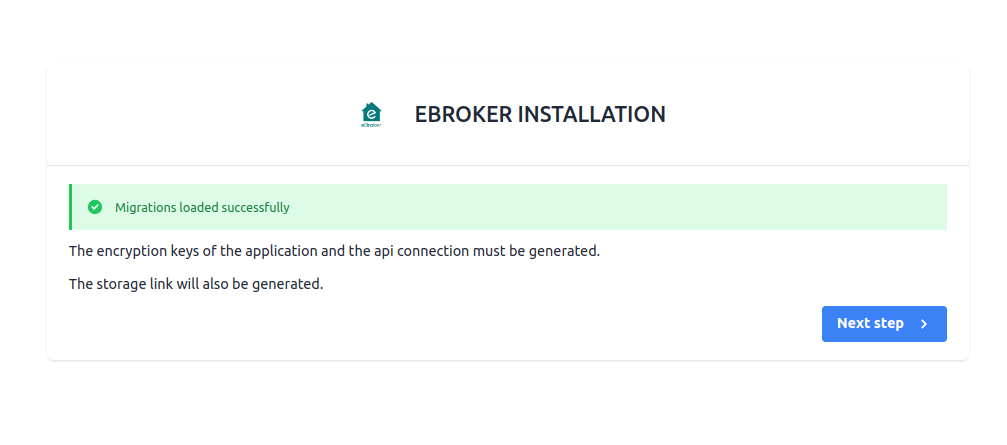 eBroker
EBROKER INSTALLATION
Migrations loaded successfully
The encryption keys of the application and the api connection must be generated.
The storage link will also be generated.
Next step